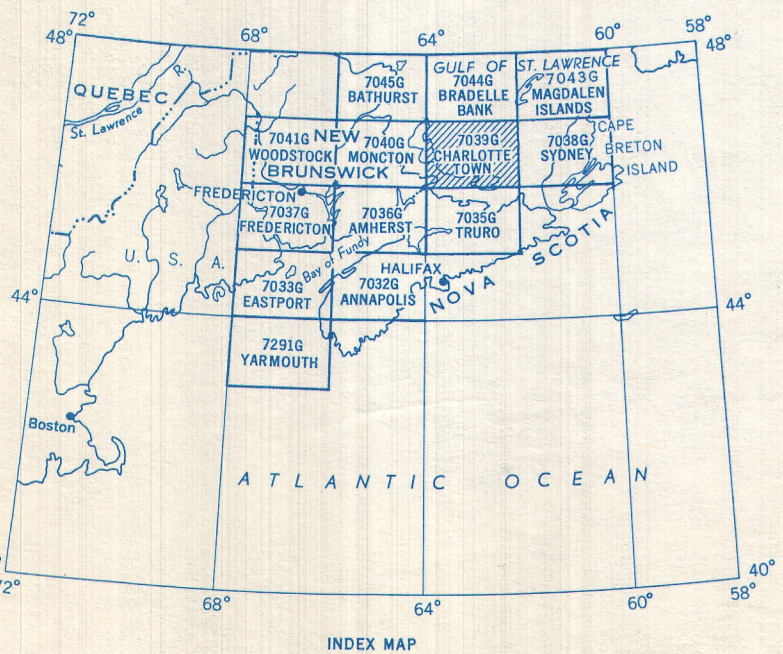 72°
68°
64°
60°
58°
48°
48°
QUEBEC
R.
St. Lawrence
GULF OF ST. LAWRENCE
7045G
BATHURST
7044G
BRADELLE
BANK
7043G
MAGDALEN
ISLANDS
7041G
WOODSTOCK
NEW
BRUNSWICK
7040G
MONCTON
7039G
CHARLOTTE-
TOWN
7038G
SYDNEY
CAPE
BRETON
ISLAND
FREDERICTON
7037G
FREDERICTON
7036G
AMHERST
7035G
TRURO
U. S. A.
Bay of Fundy
HALIFAX
NOVA SCOTIA
7033G
EASTPORT
7032G
ANNAPOLIS
44°
44°
7291G
YARMOUTH
Boston
ATLANTIC OCEAN
40°
72°
68°
64°
60°
58°
INDEX MAP